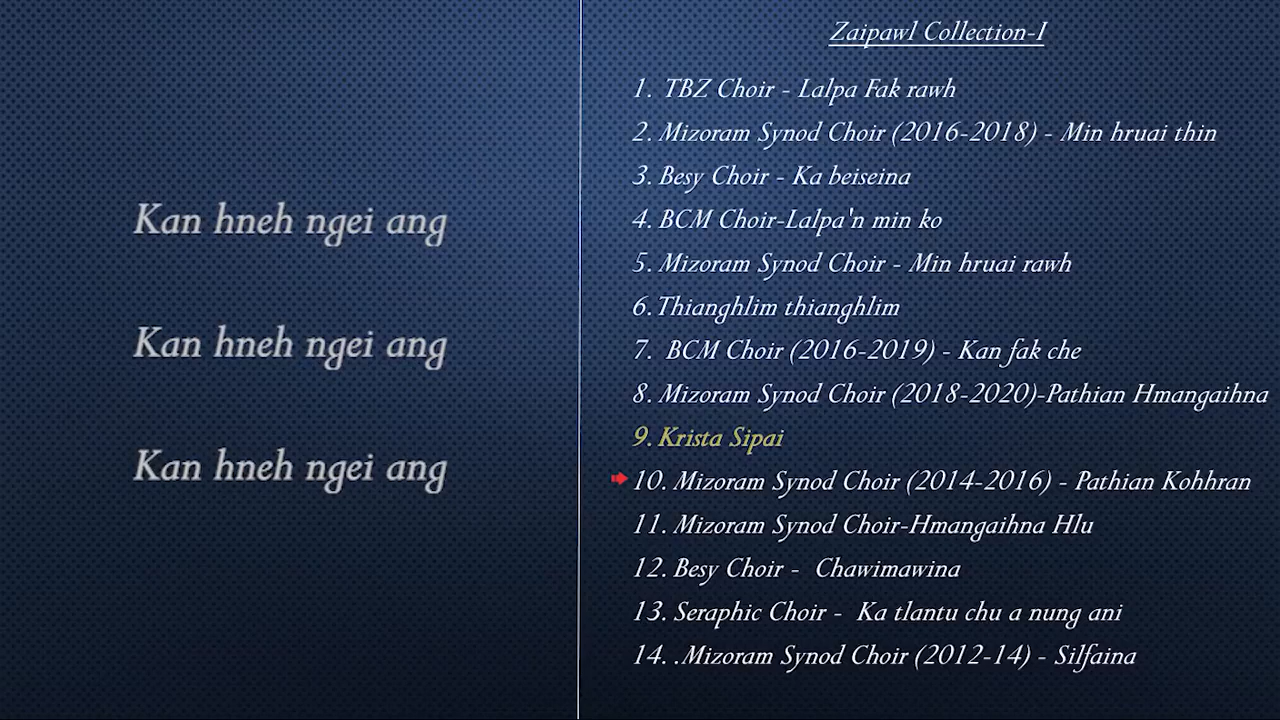 Kan hneh ngei ang
Kan hneh ngei ang
Kan hneh ngei ang
Zaipawl Collection-I
1. TBZ Choir - Lalpa Fak rawh
2. Mizoram Synod Choir (2016-2018) - Min hruai thin
3. Besy Choir - Ka beiseina
4. BCM Choir-Lalpa'n min ko
5. Mizoram Synod Choir - Min hruai rawh
6. Thianghlim thianghlim
7. BCM Choir (2016-2019) - Kan fak che
8. Mizoram Synod Choir (2018-2020)-Pathian Hmangaihna
9. Krista Sipai
10. Mizoram Synod Choir (2014-2016) - Pathian Kohhran
11. Mizoram Synod Choir-Hmangaihna Hlu
12. Besy Choir - Chawimawina
13. Seraphic Choir - Ka tlantu chu a nung ani
14. .Mizoram Synod Choir (2012-14) - Silfaina